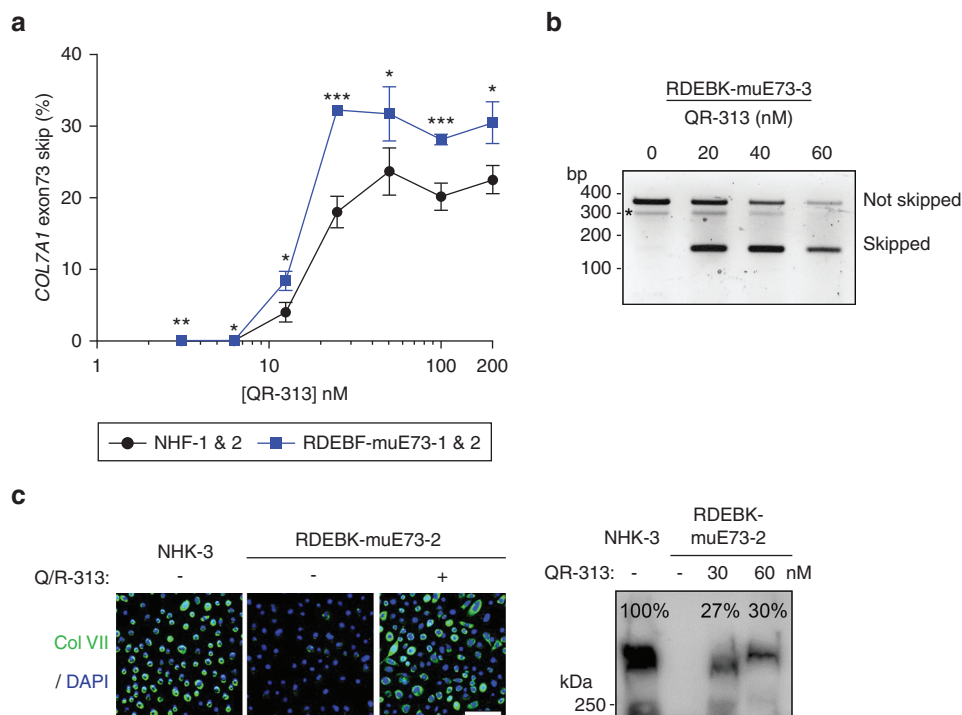 a
COL7A1 exon73 skip (%)
40
30
20
10
0
**
*
*
***
*
***
*
1
10
100
200
[QR-313] nM
NHF-1 & 2
RDEBF-muE73-1 & 2
b
RDEBK-muE73-3
QR-313 (nM)
0 20 40 60
bp
400
300
*
200
100
Not skipped
Skipped
c
NHK-3
RDEBK-muE73-2
Q/R-313: - - +
Col VII
/ DAPI
RDEBK-
NHK-3 muE73-2
QR-313: - - 30 60 nM
100% 27% 30%
kDa
250 -